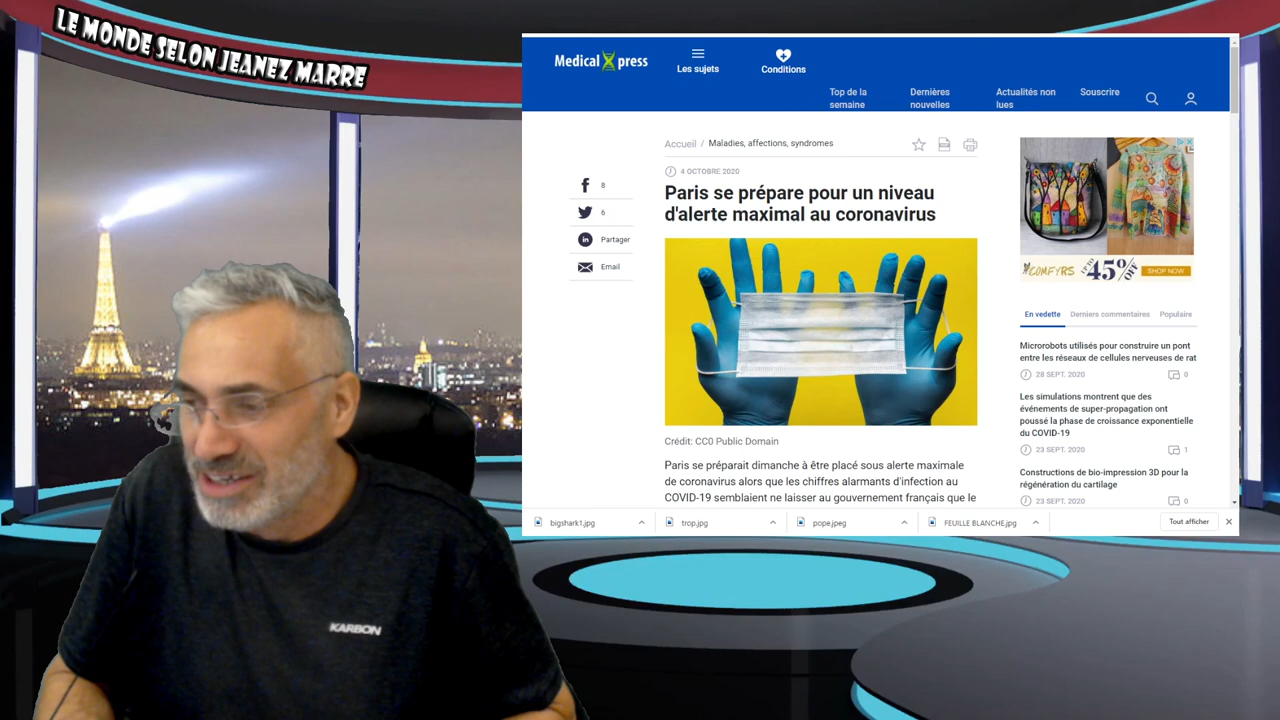 LE MONDE SELON JEANEZ MARRE
Medical Xpress
Les sujets
Conditions
Top de la
semaine
Dernières
nouvelles
Actualités non
lues
Souscrire
Accueil / Maladies, affections, syndromes
4 OCTOBRE 2020
Paris se prépare pour un niveau
d'alerte maximal au coronavirus
8
6
Partager
Email
Crédit: CC0 Public Domain
Paris se préparait dimanche à être placé sous alerte maximale
de coronavirus alors que les chiffres alarmants d'infection au
COVID-19 semblaient ne laisser au gouvernement français que le
COMFYRS
UP TO 45% OFF
SHOP NOW
En vedette
Derniers commentaires
Populaire
Microrobots utilisés pour construire un pont
entre les réseaux de cellules nerveuses de rat
28 SEPT. 2020
0
Les simulations montrent que des
événements de super-propagation ont
poussé la phase de croissance exponentielle
du COVID-19
23 SEPT. 2020
1
Constructions de bio-impression 3D pour la
régénération du cartilage
23 SEPT. 2020
0
bigshark1.jpg
trop.jpg
pope.jpeg
FEUILLE BLANCHE.jpg
Tout afficher
KARBON